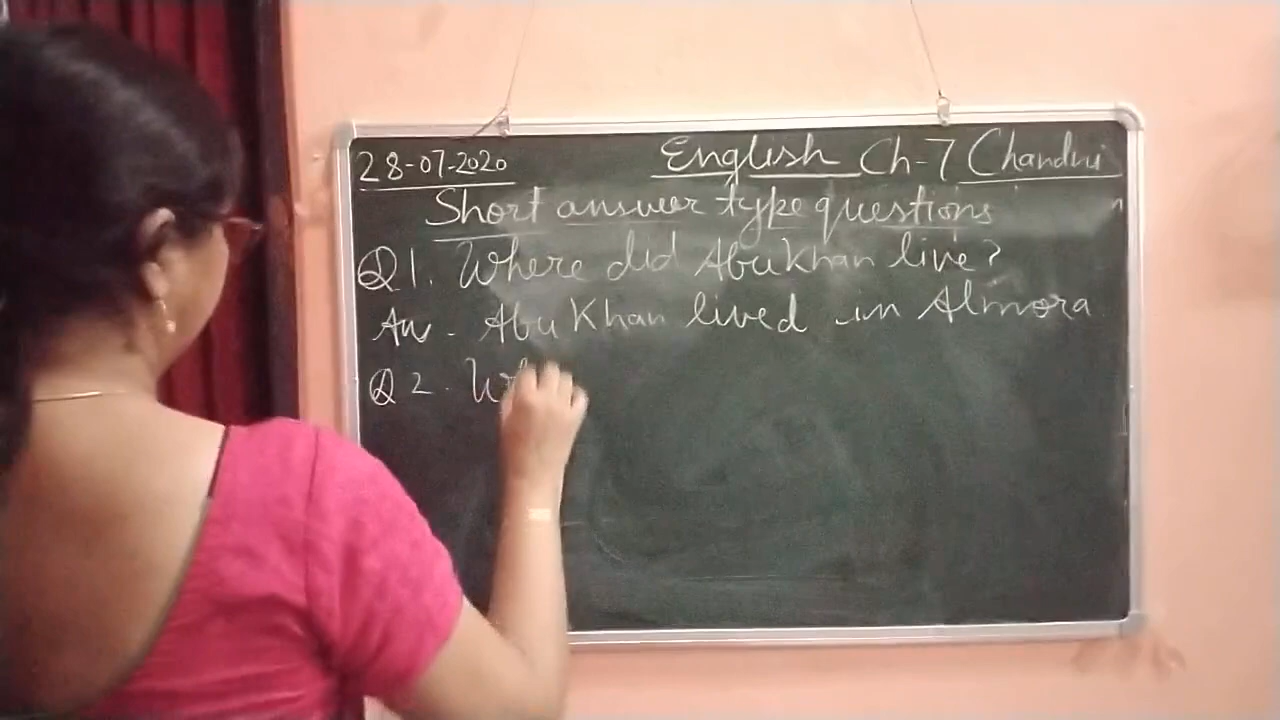 28-07-2020 English Ch-7 Chandni
Short answer type questions
Q1. Where did Abu Khan live?
An - Abu Khan lived in Almora
Q2.